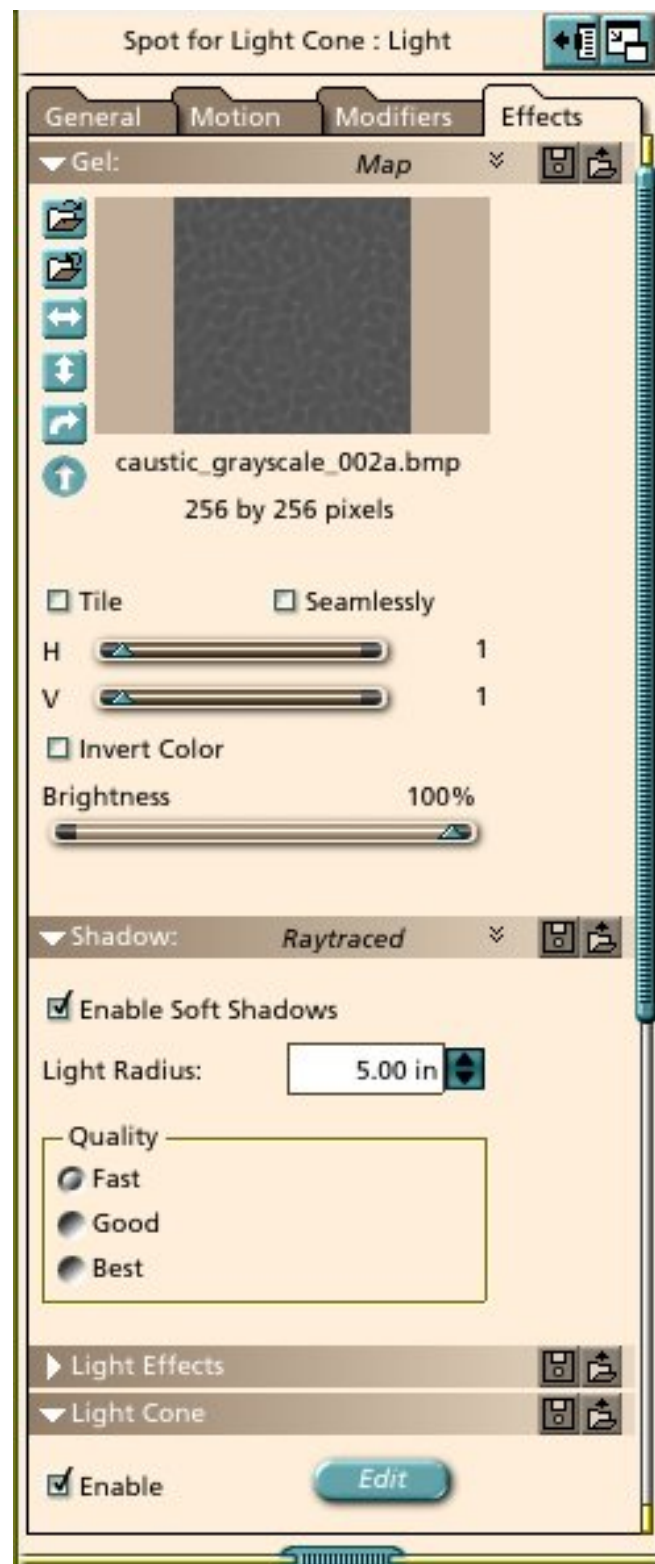 Spot for Light Cone : Light
General Motion Modifiers Effects
Gel: Map
caustic_grayscale_002a.bmp
256 by 256 pixels
Tile Seamlessly
H 1
V 1
Invert Color
Brightness 100%
Shadow: Raytraced
Enable Soft Shadows
Light Radius: 5.00 in
Quality
Fast
Good
Best
Light Effects
Light Cone
Enable Edit